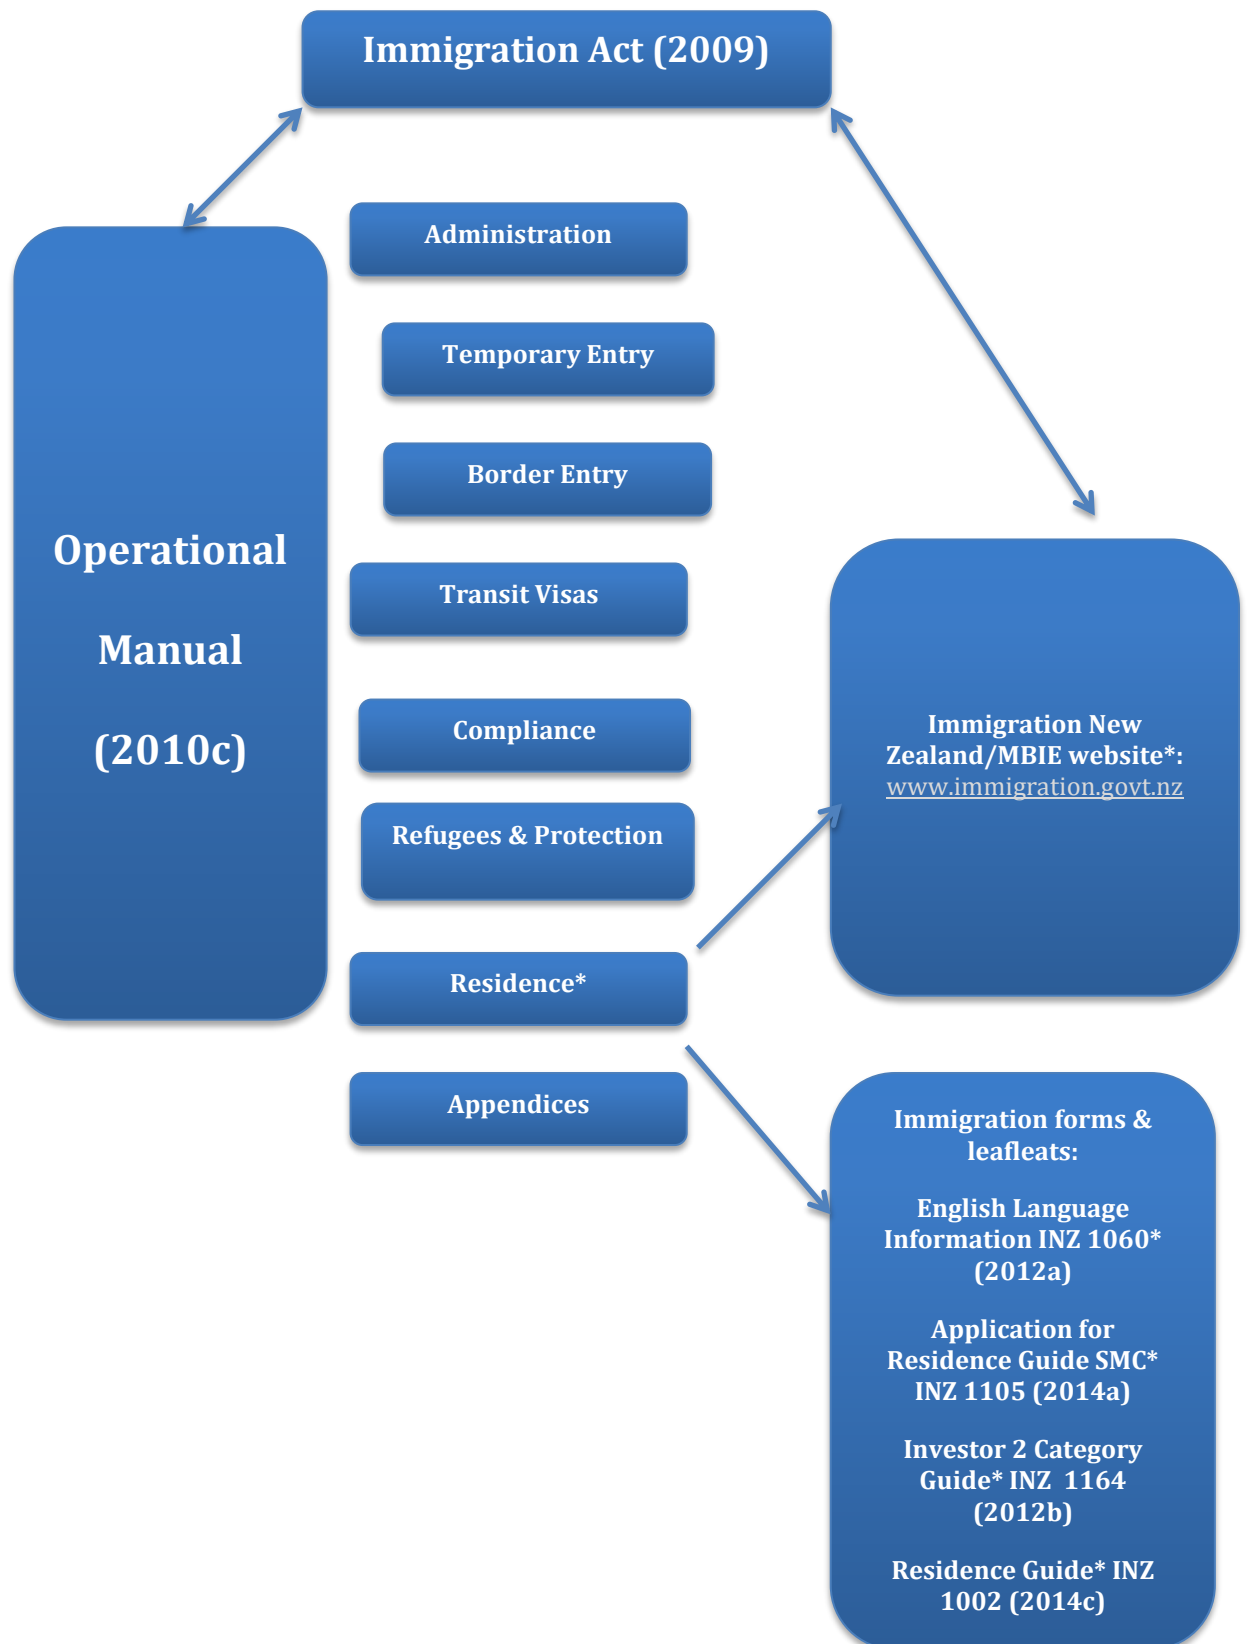 Immigration Act (2009)
Administration
Temporary Entry
Border Entry
Operational
Manual
(2010c)
Transit Visas
Compliance
Refugees & Protection
Residence*
Appendices
Immigration New
Zealand/MBIE website*:
www.immigration.govt.nz
Immigration forms &
leafleats:
English Language
Information INZ 1060*
(2012a)
Application for
Residence Guide SMC*
INZ 1105 (2014a)
Investor 2 Category
Guide* INZ  1164
(2012b)
Residence Guide* INZ
1002 (2014c)